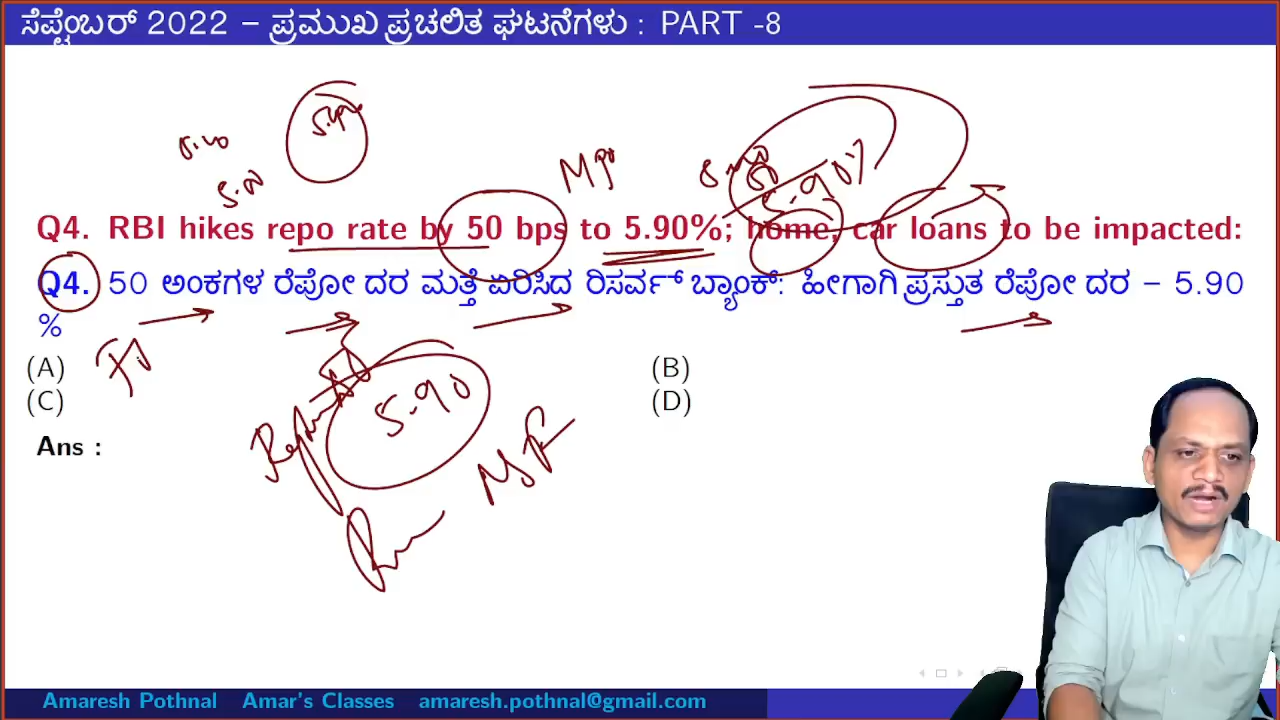 ಸೆಪ್ಟೆಂಬರ್ 2022 – ಪ್ರಮುಖ ಪ್ರಚಲಿತ ಘಟನೆಗಳು : PART -8
5.90%
Q4. RBI hikes repo rate by 50 bps to 5.90%; home, car loans to be impacted:
Q4. 50 ಅಂಕಗಳ ರೆಪೋ ದರ ಮತ್ತೆ ಏರಿಸಿದ ರಿಸರ್ವ್ ಬ್ಯಾಂಕ್: ಹೀಗಾಗಿ ಪ್ರಸ್ತುತ ರೆಪೋ ದರ – 5.90
%
(A) (B)
(C) (D)
5.90
Ans :
Amaresh Pothnal Amar's Classes amaresh.pothnal@gmail.com